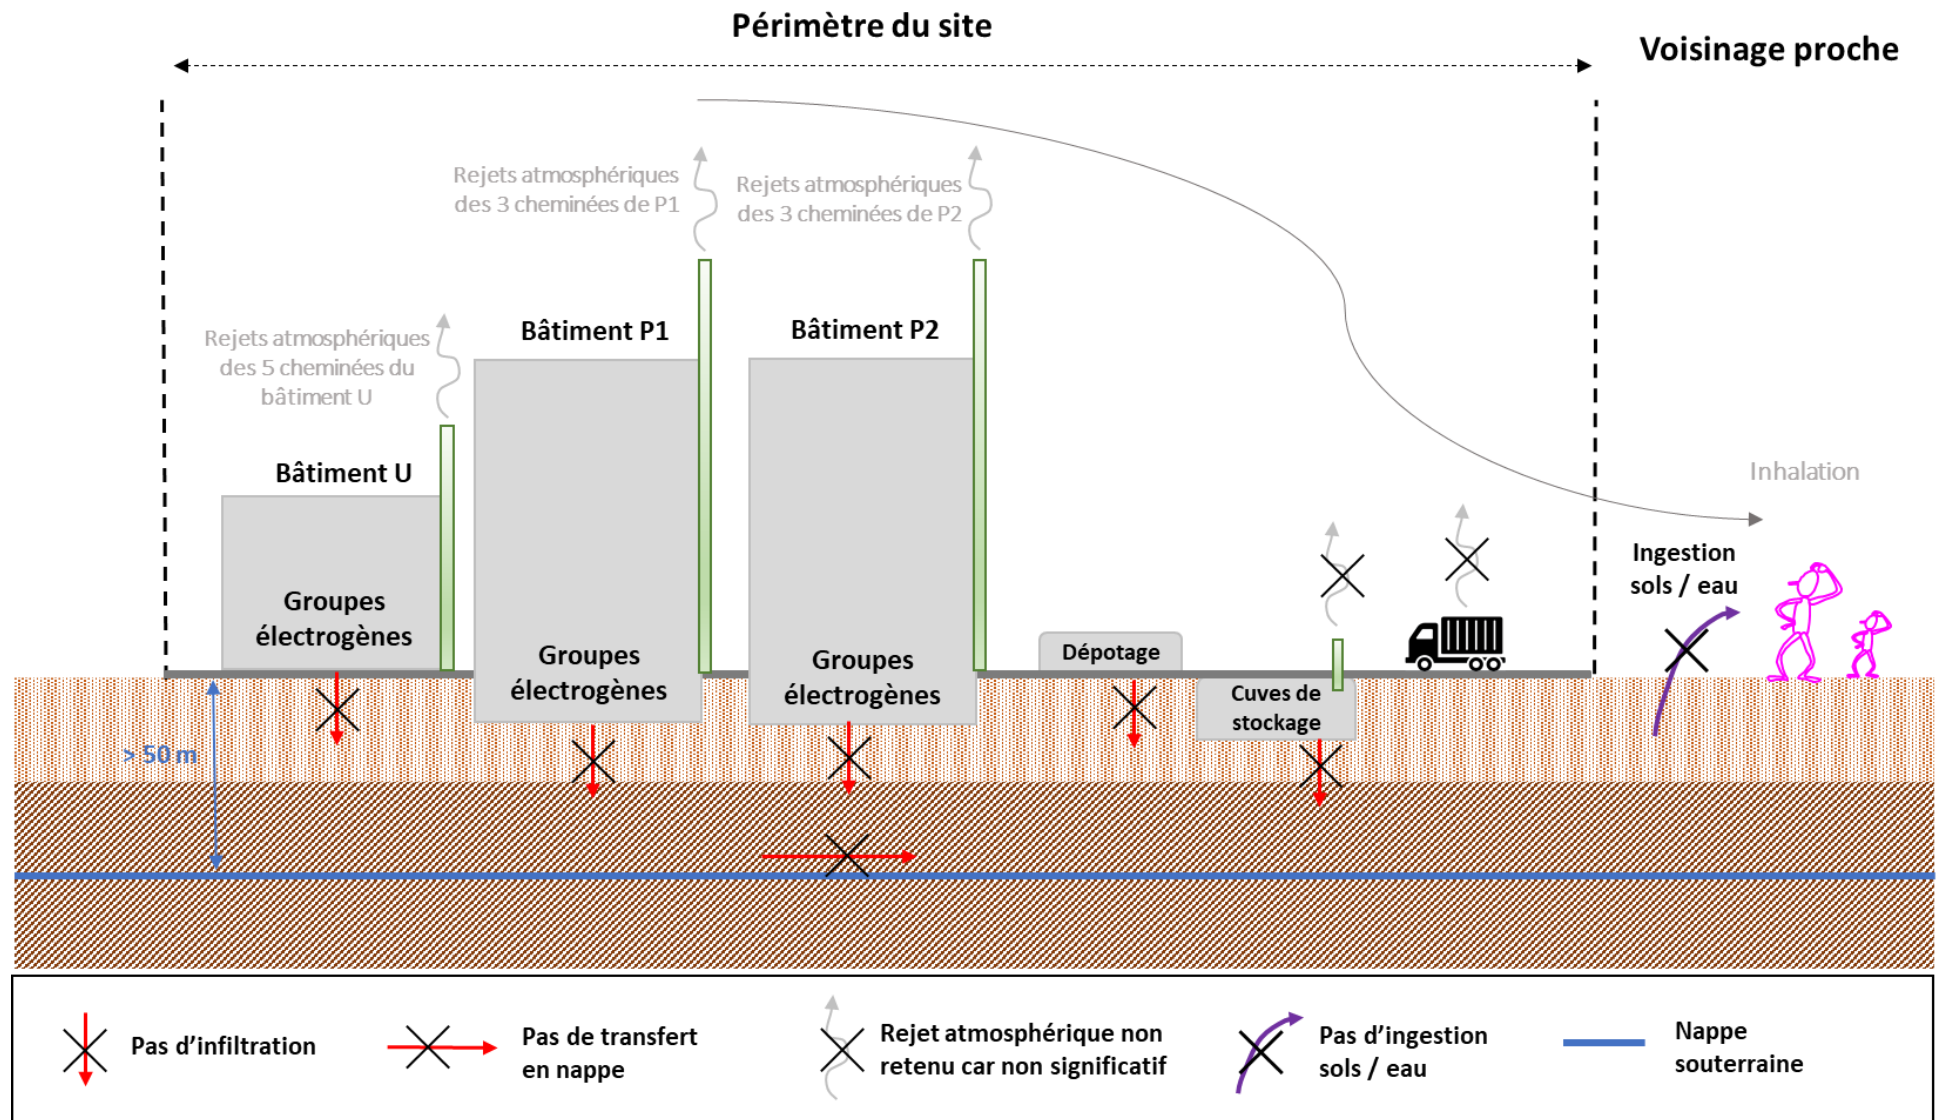 Périmètre du site
Voisinage proche
Rejets atmosphériques
des 3 cheminées de P1
Rejets atmosphériques
des 3 cheminées de P2
Rejets atmosphériques
des 5 cheminées du
bâtiment U
Bâtiment P1
Bâtiment P2
Bâtiment U
Inhalation
Ingestion
sols / eau
Groupes
électrogènes
Groupes
électrogènes
Groupes
électrogènes
Dépotage
Cuves de
stockage
> 50 m
Pas d’infiltration
Pas de transfert
en nappe
Rejet atmosphérique non
retenu car non significatif
Pas d’ingestion
sols / eau
Nappe
souterraine